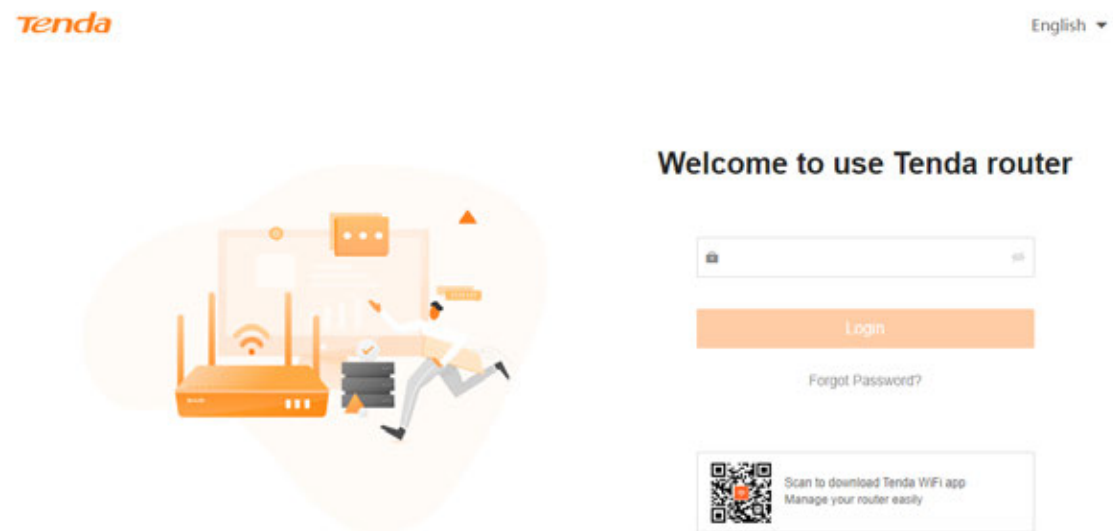 Tenda
English
Welcome to use Tenda router
Login
Forgot Password?
Scan to download Tenda WiFi app
Manage your router easily